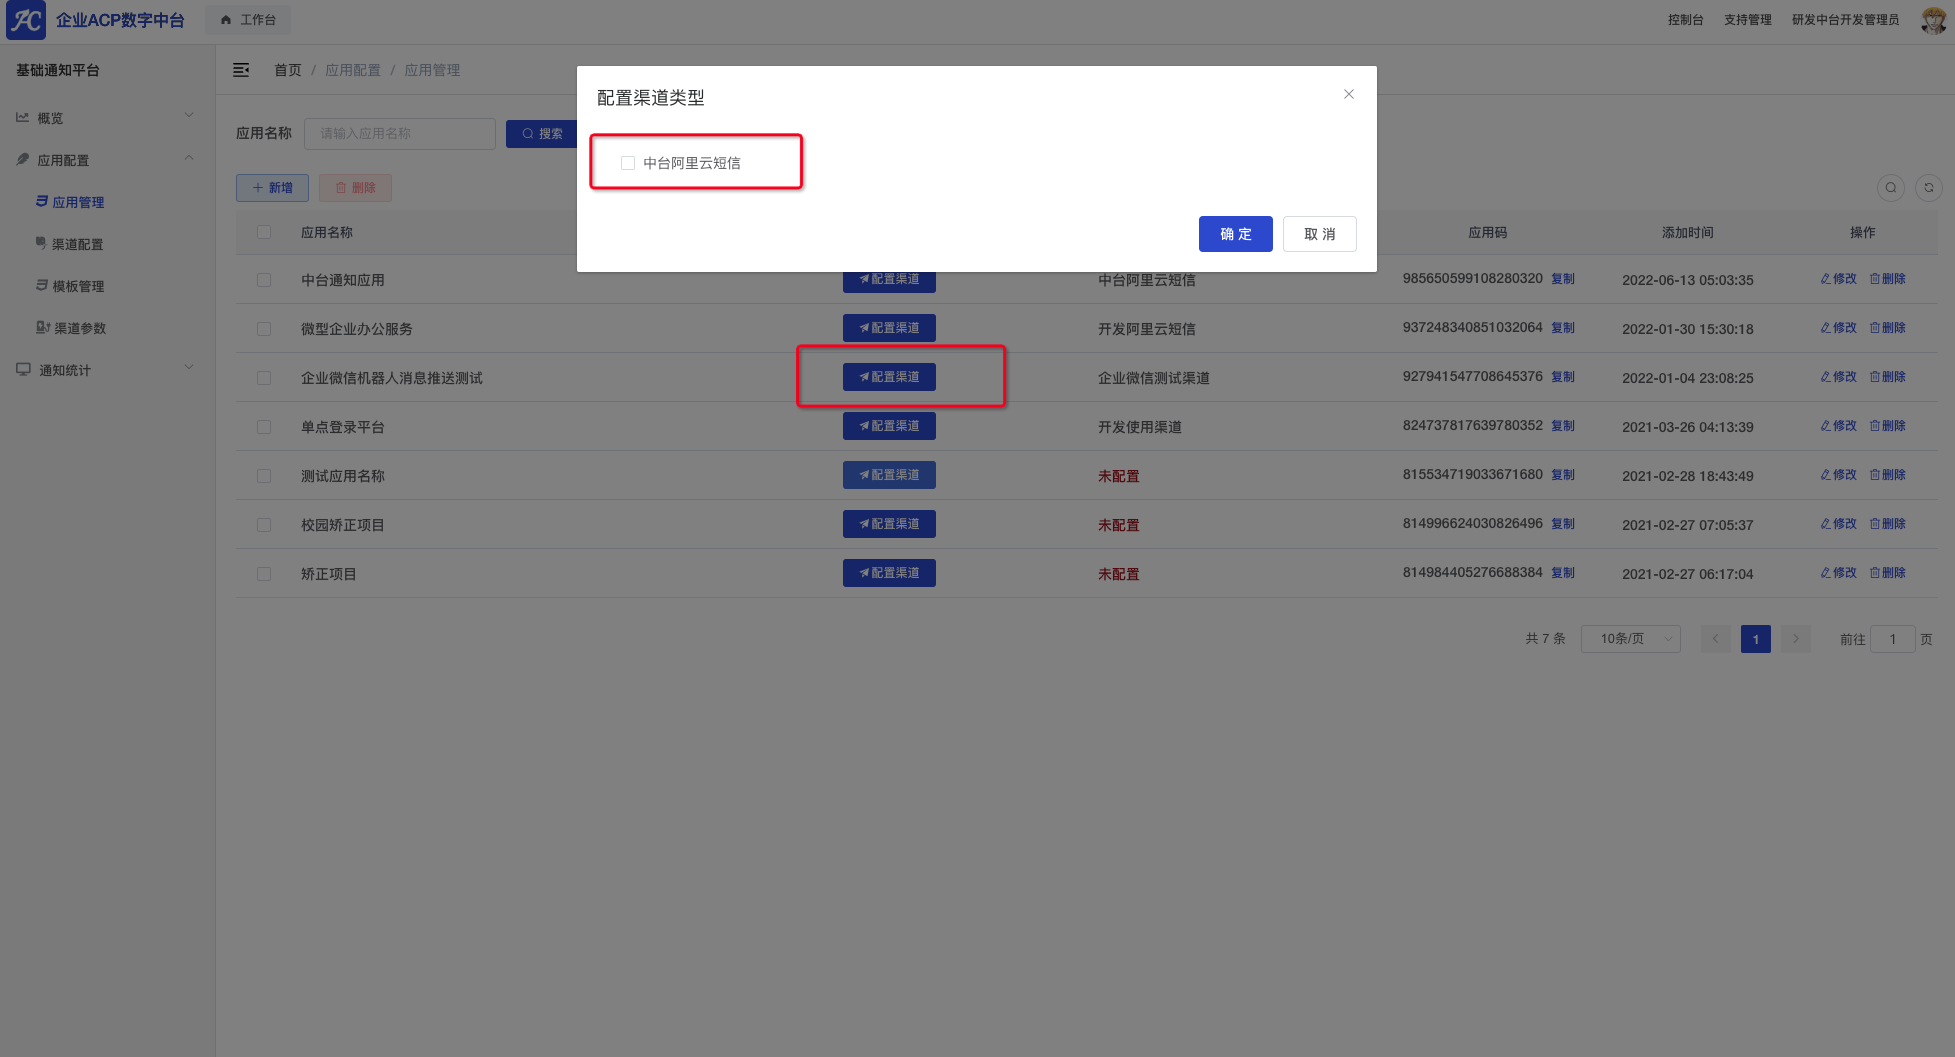 企业ACP数字中台
工作台
控制台
支持管理
研发中台开发管理员
基础通知平台
概览
应用配置
应用管理
渠道配置
模板管理
渠道参数
通知统计
首页 / 应用配置 / 应用管理
应用名称
请输入应用名称
搜索
新增
删除
配置渠道类型
中台阿里云短信
确 定
取 消
应用名称 应用码 添加时间 操作
中台通知应用 配置渠道 中台阿里云短信 985650599108280320 复制 2022-06-13 05:03:35 修改 删除
微型企业办公服务 配置渠道 开发阿里云短信 937248340851032064 复制 2022-01-30 15:30:18 修改 删除
企业微信机器人消息推送测试 配置渠道 企业微信测试渠道 927941547708645376 复制 2022-01-04 23:08:25 修改 删除
单点登录平台 配置渠道 开发使用渠道 824737817639780352 复制 2021-03-26 04:13:39 修改 删除
测试应用名称 配置渠道 未配置 815534719033671680 复制 2021-02-28 18:43:49 修改 删除
校园矫正项目 配置渠道 未配置 814996624030826496 复制 2021-02-27 07:05:37 修改 删除
矫正项目 配置渠道 未配置 814984405276688384 复制 2021-02-27 06:17:04 修改 删除
共 7 条 10条/页 1 前往 1 页